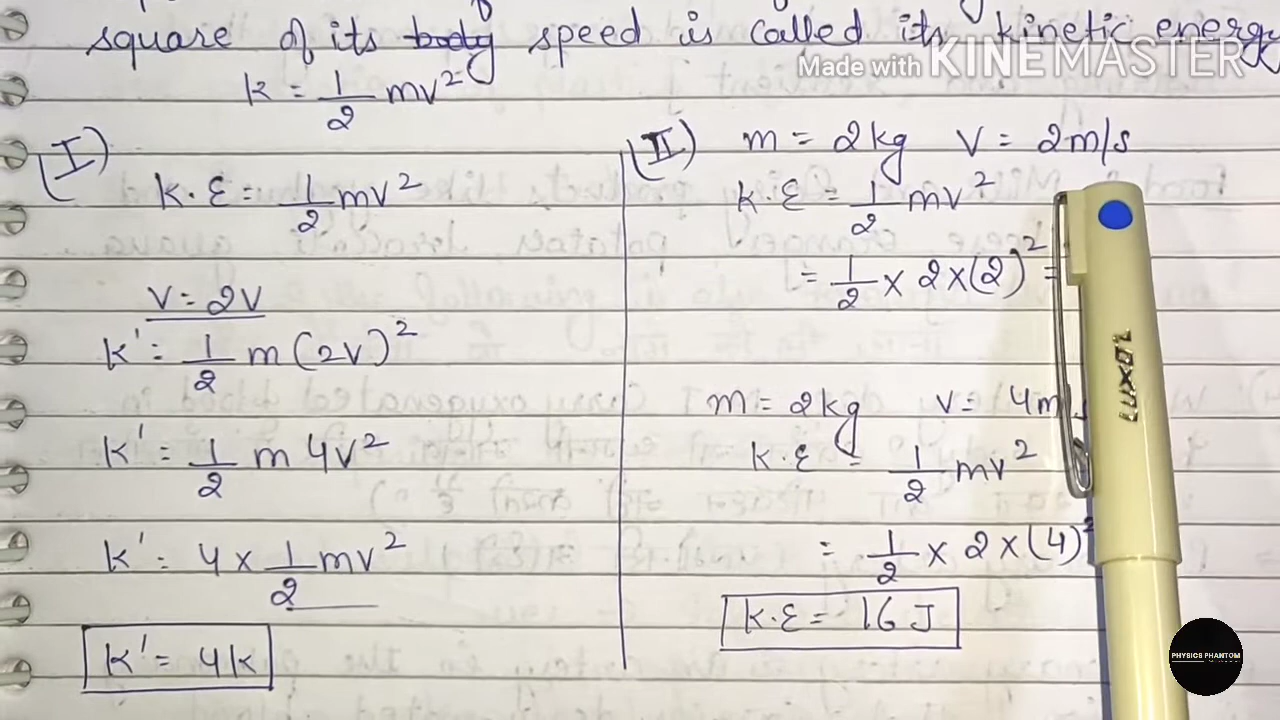 square of its body speed is called its kinetic energy
Made with KINEMASTER
K = 1/2 mv²
(I)
K.E = 1/2 mv²
V = 2V
K' = 1/2 m (2V)²
K' = 1/2 m 4V²
K' = 4 × 1/2 mv²
K' = 4K
(II) m = 2kg V = 2m/s
K.E = 1/2 mv²
= 1/2 × 2 × (2)² =
m = 2kg V = 4m/s
K.E = 1/2 mv²
= 1/2 × 2 × (4)²
K.E = 16 J
LUXOR
PHYSICS PHANTOM